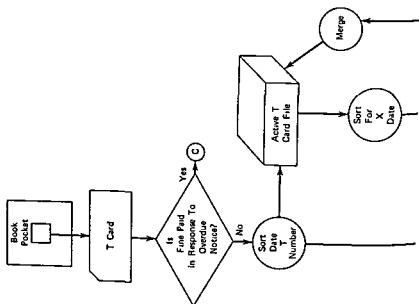 Book
Pocket
T Card
Is
Fine Paid
in Response To
Overdue
Notice?
Yes
C
No
Sort
Date
T
Number
Active T
Card File
Merge
Sort
For
X
Date